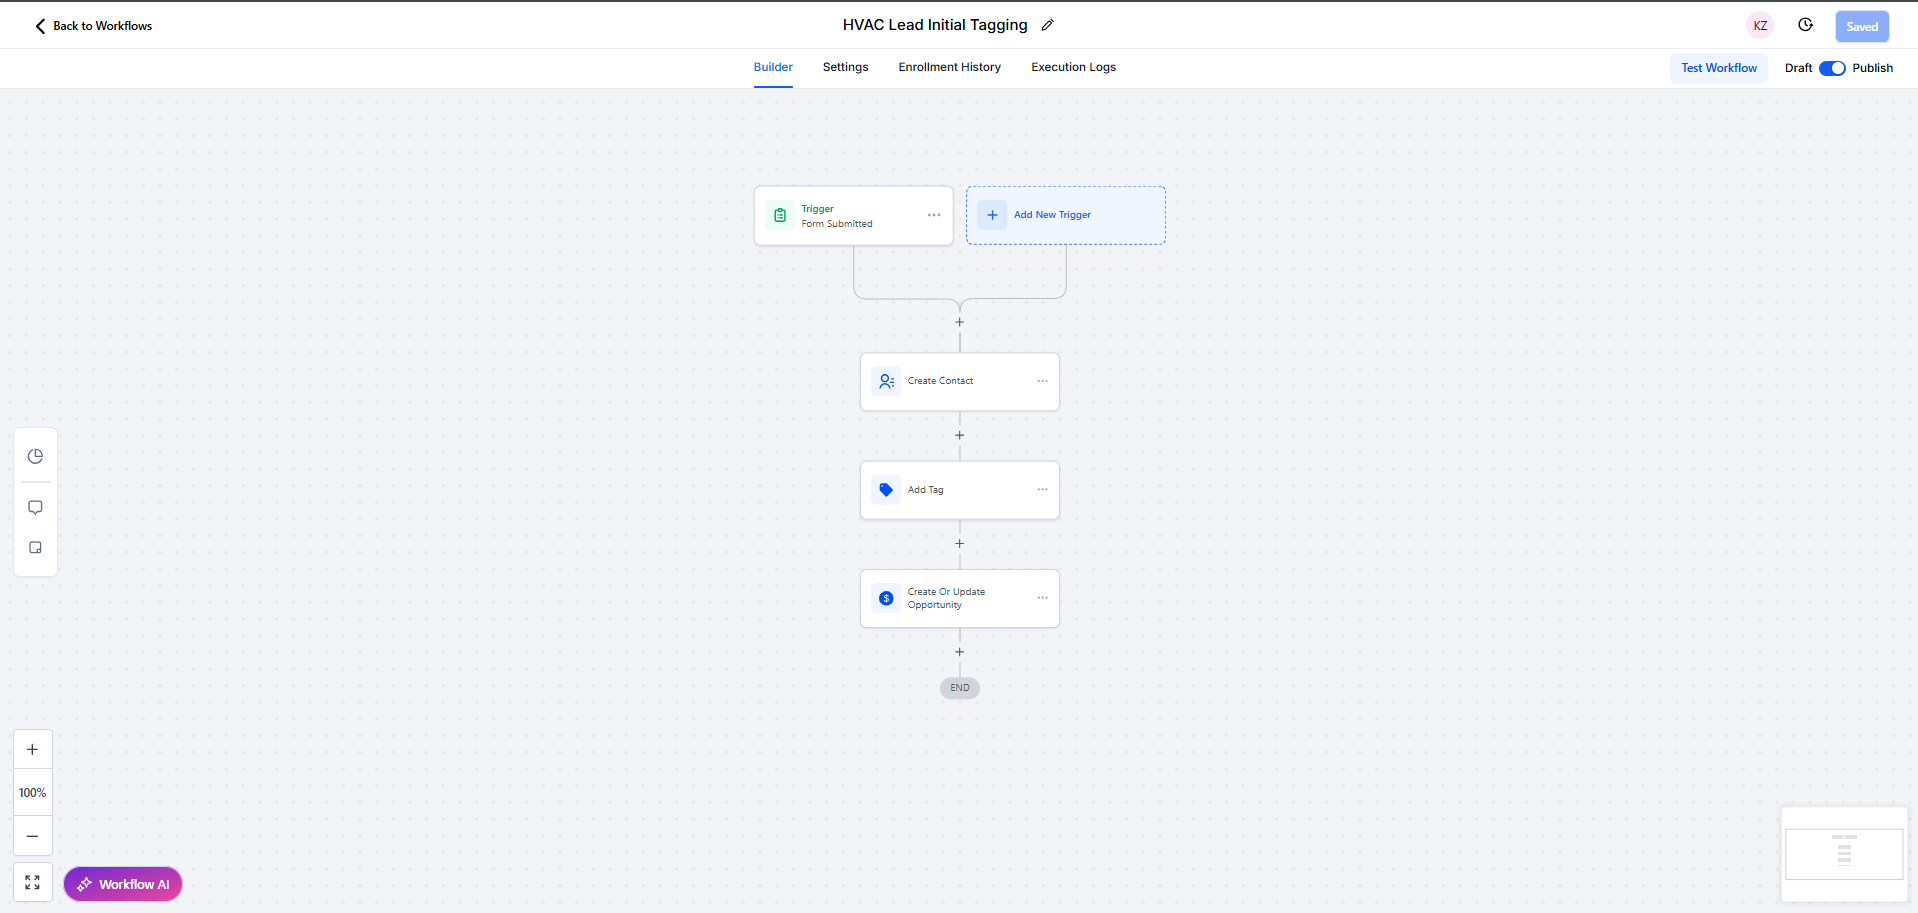 Back to Workflows
HVAC Lead Initial Tagging
KZ
Saved
Builder
Settings
Enrollment History
Execution Logs
Test Workflow
Draft
Publish
Trigger
Form Submitted
Add New Trigger
Create Contact
Add Tag
Create Or Update
Opportunity
END
100%
Workflow AI